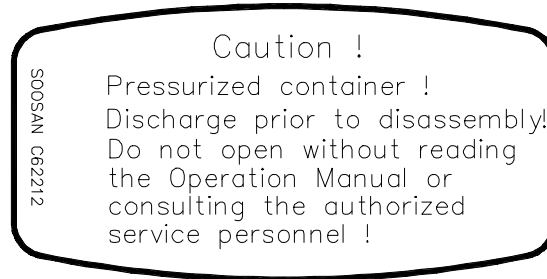 Caution !
Pressurized container !
Discharge prior to disassembly!
Do not open without reading
the Operation Manual or
consulting the authorized
service personnel !
SOOSAN C62212